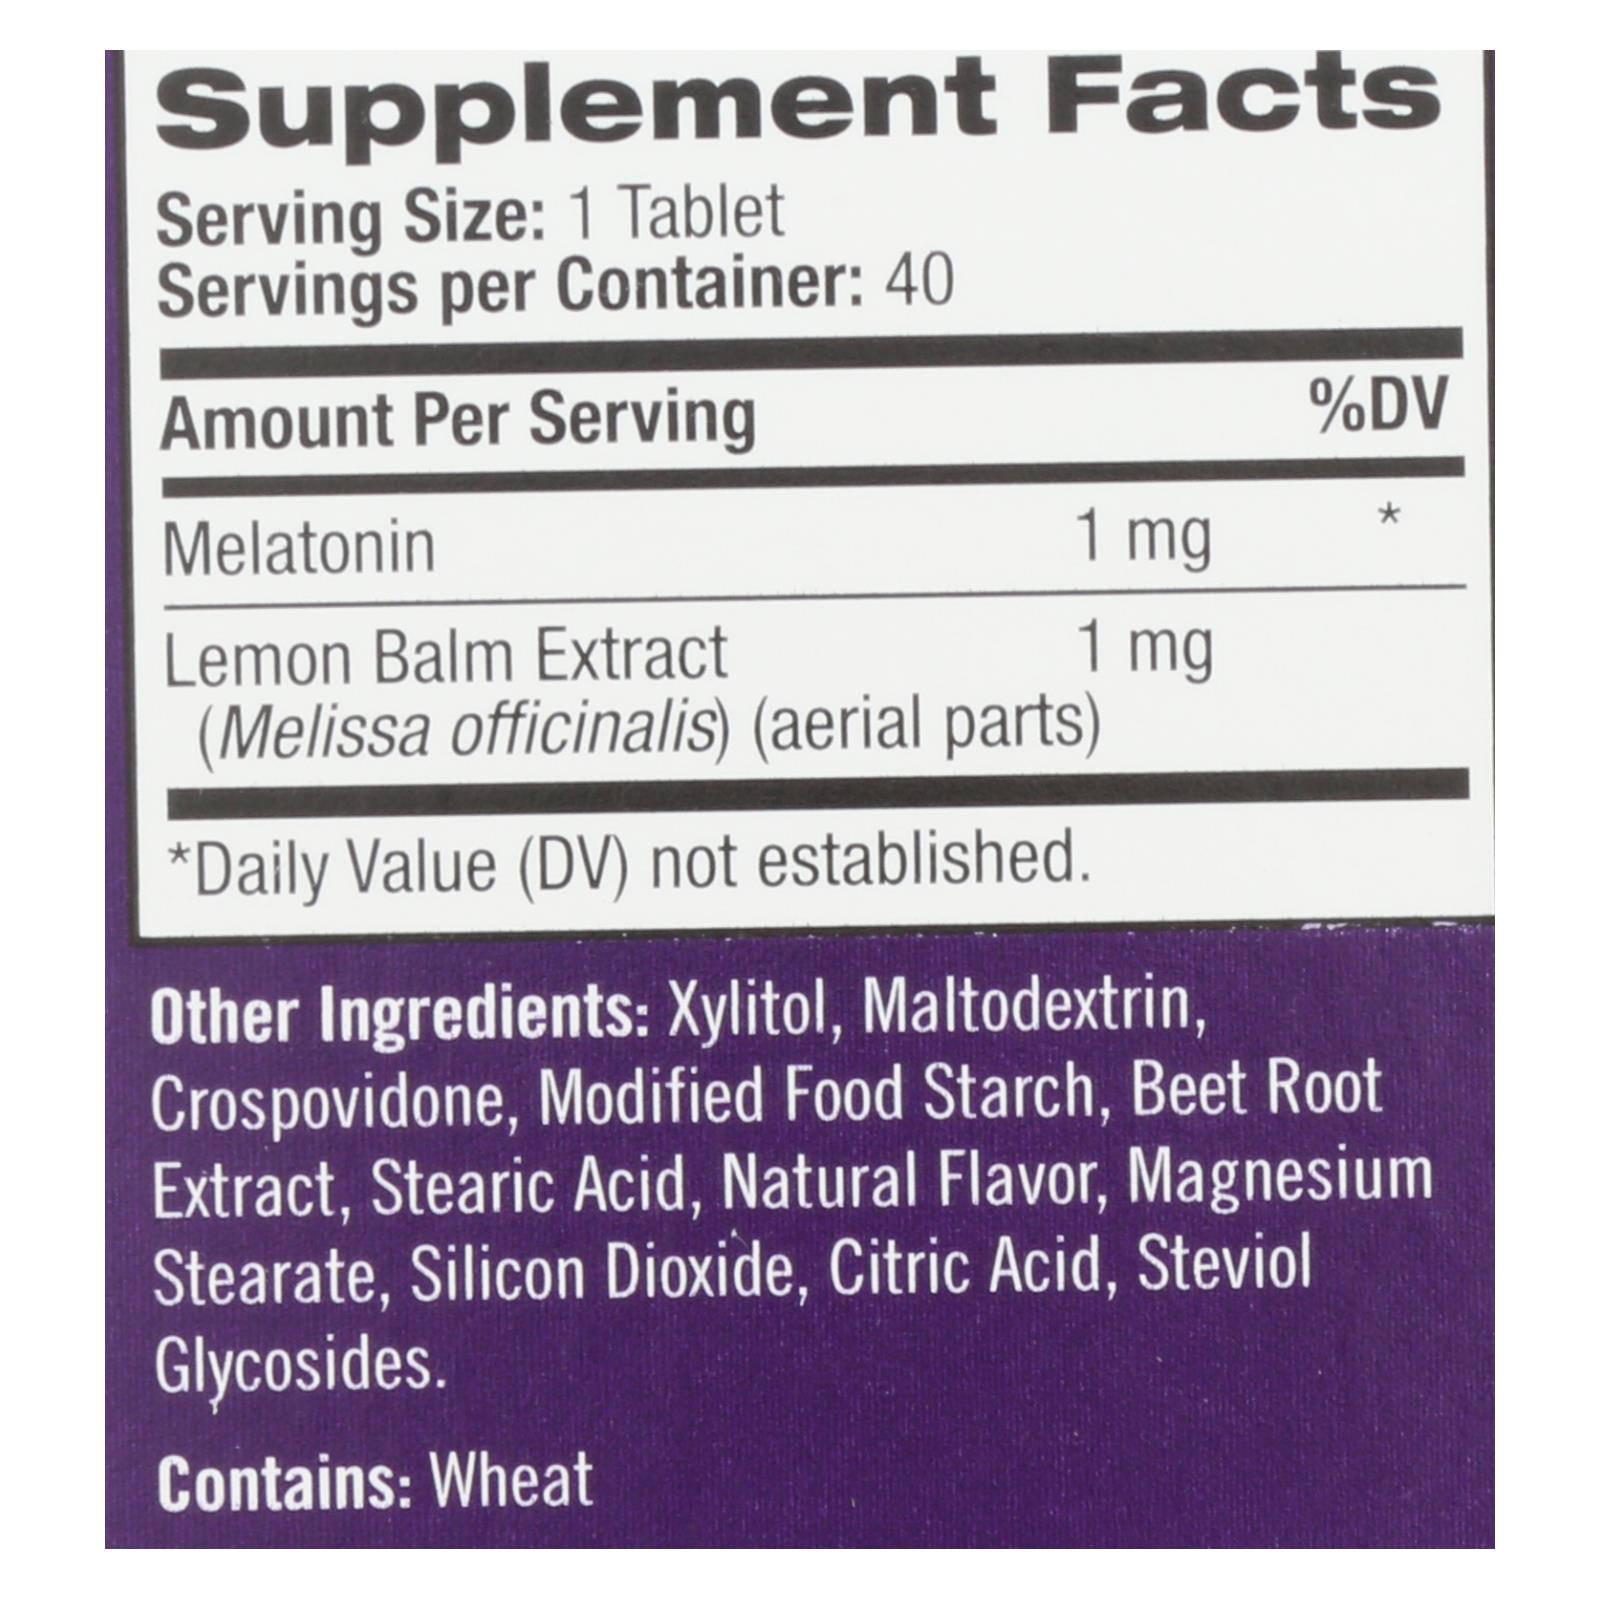 Supplement Facts
Serving Size: 1 Tablet
Servings per Container: 40
Amount Per Serving %DV
Melatonin 1 mg *
Lemon Balm Extract 1 mg
(Melissa officinalis) (aerial parts)
*Daily Value (DV) not established.
Other Ingredients: Xylitol, Maltodextrin,
Crospovidone, Modified Food Starch, Beet Root
Extract, Stearic Acid, Natural Flavor, Magnesium
Stearate, Silicon Dioxide, Citric Acid, Steviol
Glycosides.
Contains: Wheat